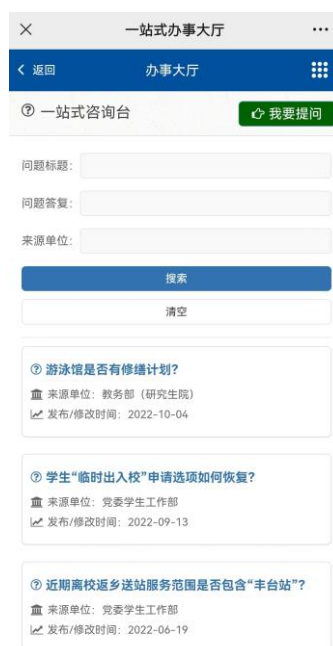 一站式办事大厅
返回
办事大厅
一站式咨询台
我要提问
问题标题：
问题答复：
来源单位：
搜索
清空
游泳馆是否有修缮计划？
来源单位：教务部（研究生院）
发布/修改时间：2022-10-04
学生“临时出入校”申请选项如何恢复？
来源单位：党委学生工作部
发布/修改时间：2022-09-13
近期离校返乡送站服务范围是否包含“丰台站”？
来源单位：党委学生工作部
发布/修改时间：2022-06-19